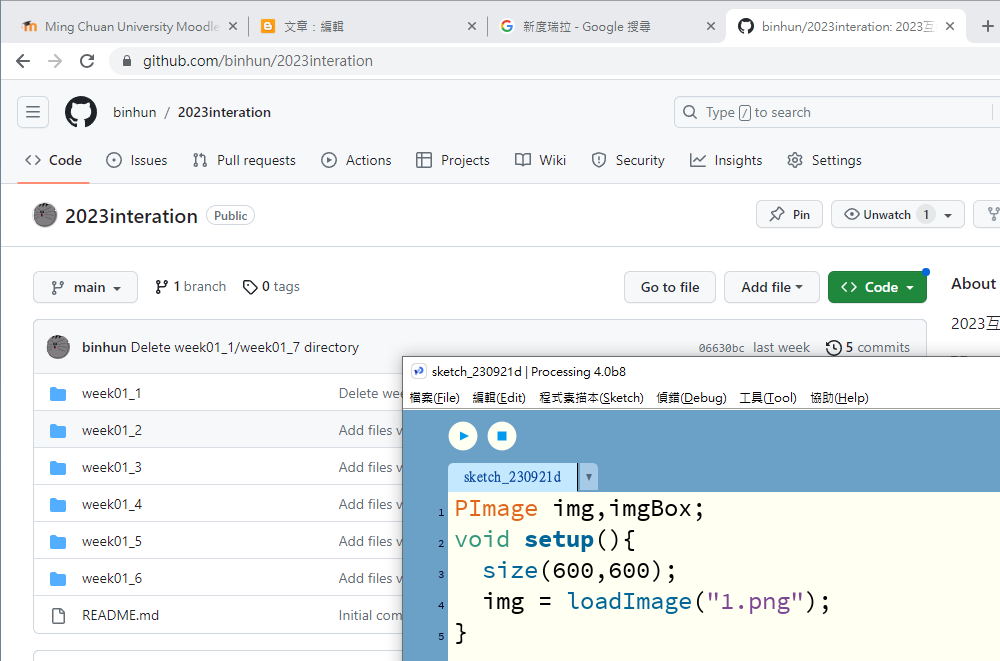 Ming Chuan University Moodle
文章：編輯
新度瑞拉 - Google 搜尋
binhun/2023interation: 2023互
github.com/binhun/2023interation
binhun / 2023interation
Type / to search
Code Issues Pull requests Actions Projects Wiki Security Insights Settings
2023interation Public
Pin Unwatch 1
main 1 branch 0 tags Go to file Add file Code About
2023互
binhun Delete week01_1/week01_7 directory 06630bc last week 5 commits
week01_1 Delete wee
week01_2 Add files v
week01_3 Add files v
week01_4 Add files v
week01_5 Add files v
week01_6 Add files v
README.md Initial com
sketch_230921d | Processing 4.0b8
檔案(File) 編輯(Edit) 程式素描本(Sketch) 偵錯(Debug) 工具(Tool) 協助(Help)
sketch_230921d
1 PImage img,imgBox;
2 void setup(){
3 size(600,600);
4 img = loadImage("1.png");
5 }